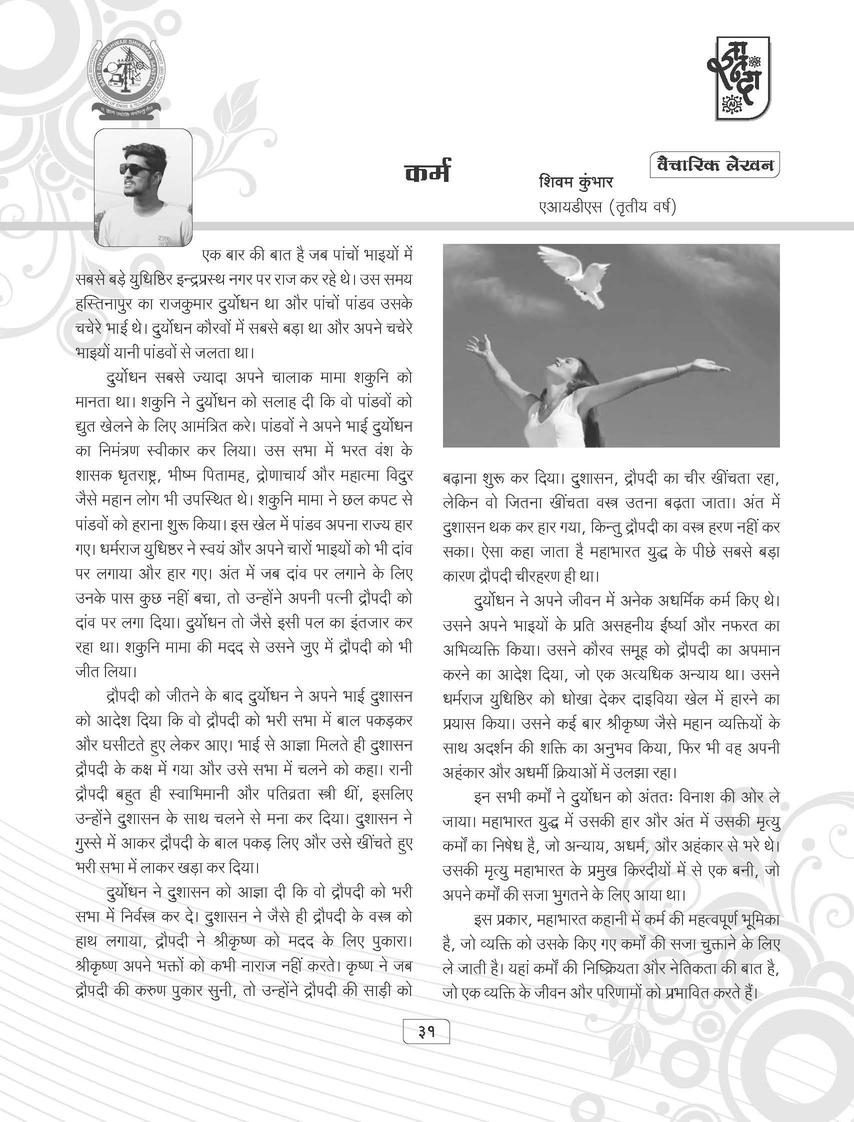 कर्म
वैचारिक लेखन
शिवम कुंभार
एआयडीएस (तृतीय वर्ष)
एक बार की बात है जब पांचों भाइयों में
सबसे बड़े युधिष्ठिर इन्द्रप्रस्थ नगर पर राज कर रहे थे। उस समय
हस्तिनापुर का राजकुमार दुर्योधन था और पांचों पांडव उसके
चचेरे भाई थे। दुर्योधन कौरवों में सबसे बड़ा था और अपने चचेरे
भाइयों यानी पांडवों से जलता था।
दुर्योधन सबसे ज्यादा अपने चालाक मामा शकुनि को
मानता था। शकुनि ने दुर्योधन को सलाह दी कि वो पांडवों को
द्युत खेलने के लिए आमंत्रित करे। पांडवों ने अपने भाई दुर्योधन
का निमंत्रण स्वीकार कर लिया। उस सभा में भरत वंश के
शासक धृतराष्ट्र, भीष्म पितामह, द्रोणाचार्य और महात्मा विदुर
जैसे महान लोग भी उपस्थित थे। शकुनि मामा ने छल कपट से
पांडवों को हराना शुरू किया। इस खेल में पांडव अपना राज्य हार
गए। धर्मराज युधिष्ठर ने स्वयं और अपने चारों भाइयों को भी दांव
पर लगाया और हार गए। अंत में जब दांव पर लगाने के लिए
उनके पास कुछ नहीं बचा, तो उन्होंने अपनी पत्नी द्रौपदी को
दांव पर लगा दिया। दुर्योधन तो जैसे इसी पल का इंतजार कर
रहा था। शकुनि मामा की मदद से उसने जुए में द्रौपदी को भी
जीत लिया।
द्रौपदी को जीतने के बाद दुर्योधन ने अपने भाई दुशासन
को आदेश दिया कि वो द्रौपदी को भरी सभा में बाल पकड़कर
और घसीटते हुए लेकर आए। भाई से आज्ञा मिलते ही दुशासन
द्रौपदी के कक्ष में गया और उसे सभा में चलने को कहा। रानी
द्रौपदी बहुत ही स्वाभिमानी और पतिव्रता स्त्री थीं, इसलिए
उन्होंने दुशासन के साथ चलने से मना कर दिया। दुशासन ने
गुस्से में आकर द्रौपदी के बाल पकड़ लिए और उसे खींचते हुए
भरी सभा में लाकर खड़ा कर दिया।
दुर्योधन ने दुशासन को आज्ञा दी कि वो द्रौपदी को भरी
सभा में निर्वस्त्र कर दे। दुशासन ने जैसे ही द्रौपदी के वस्त्र को
हाथ लगाया, द्रौपदी ने श्रीकृष्ण को मदद के लिए पुकारा।
श्रीकृष्ण अपने भक्तों को कभी नाराज नहीं करते। कृष्ण ने जब
द्रौपदी की करुण पुकार सुनी, तो उन्होंने द्रौपदी की साड़ी को
बढ़ाना शुरू कर दिया। दुशासन, द्रौपदी का चीर खींचता रहा,
लेकिन वो जितना खींचता वस्त्र उतना बढ़ता जाता। अंत में
दुशासन थक कर हार गया, किन्तु द्रौपदी का वस्त्र हरण नहीं कर
सका। ऐसा कहा जाता है महाभारत युद्ध के पीछे सबसे बड़ा
कारण द्रौपदी चीरहरण ही था।
दुर्योधन ने अपने जीवन में अनेक अधर्मिक कर्म किए थे।
उसने अपने भाइयों के प्रति असहनीय ईर्ष्या और नफरत का
अभिव्यक्ति किया। उसने कौरव समूह को द्रौपदी का अपमान
करने का आदेश दिया, जो एक अत्यधिक अन्याय था। उसने
धर्मराज युधिष्ठिर को धोखा देकर दाइविया खेल में हारने का
प्रयास किया। उसने कई बार श्रीकृष्ण जैसे महान व्यक्तियों के
साथ अदर्शन की शक्ति का अनुभव किया, फिर भी वह अपनी
अहंकार और अधर्मी क्रियाओं में उलझा रहा।
इन सभी कर्मों ने दुर्योधन को अंततः विनाश की ओर ले
जाया। महाभारत युद्ध में उसकी हार और अंत में उसकी मृत्यु
कर्मों का निषेध है, जो अन्याय, अधर्म, और अहंकार से भरे थे।
उसकी मृत्यु महाभारत के प्रमुख किरदीयों में से एक बनी, जो
अपने कर्मों की सजा भुगतने के लिए आया था।
इस प्रकार, महाभारत कहानी में कर्म की महत्वपूर्ण भूमिका
है, जो व्यक्ति को उसके किए गए कर्मों की सजा चुक्ताने के लिए
ले जाती है। यहां कर्मों की निष्क्रियता और नेतिकता की बात है,
जो एक व्यक्ति के जीवन और परिणामों को प्रभावित करते हैं।
३१